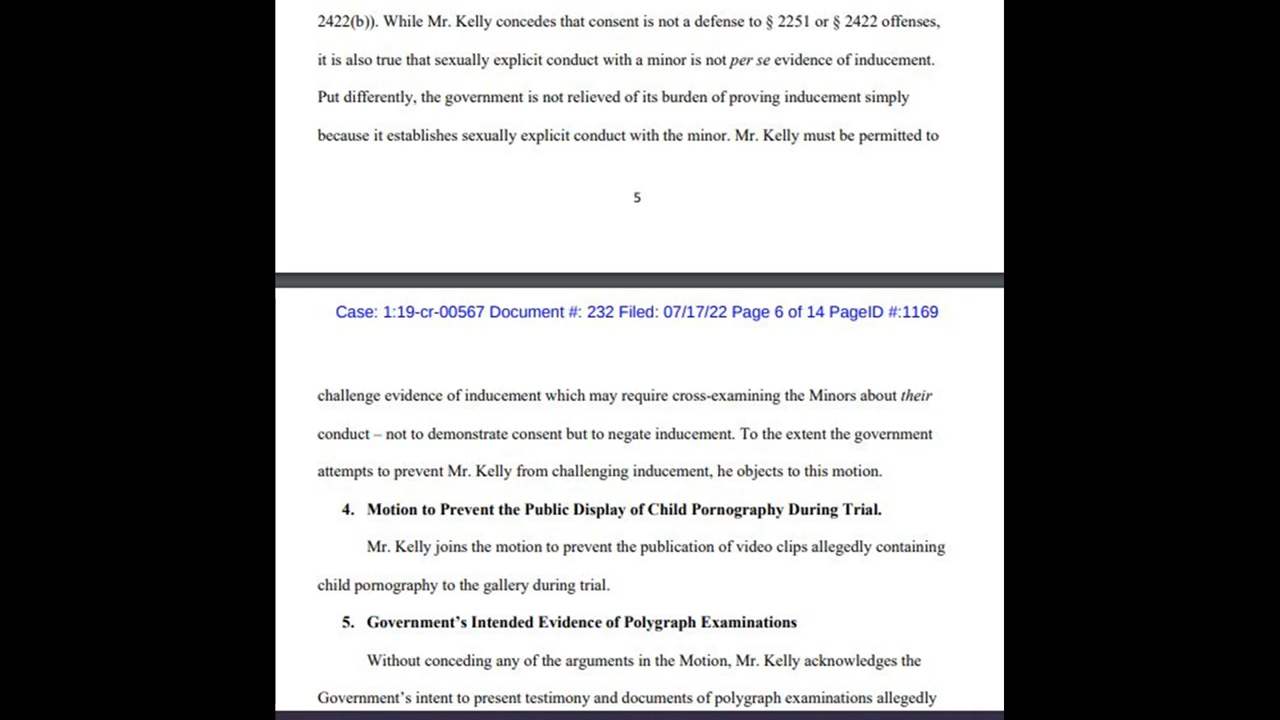 2422(b)). While Mr. Kelly concedes that consent is not a defense to § 2251 or § 2422 offenses,
it is also true that sexually explicit conduct with a minor is not per se evidence of inducement.
Put differently, the government is not relieved of its burden of proving inducement simply
because it establishes sexually explicit conduct with the minor. Mr. Kelly must be permitted to
5
Case: 1:19-cr-00567 Document #: 232 Filed: 07/17/22 Page 6 of 14 PageID #:1169
challenge evidence of inducement which may require cross-examining the Minors about their
conduct – not to demonstrate consent but to negate inducement. To the extent the government
attempts to prevent Mr. Kelly from challenging inducement, he objects to this motion.
4. Motion to Prevent the Public Display of Child Pornography During Trial.
Mr. Kelly joins the motion to prevent the publication of video clips allegedly containing
child pornography to the gallery during trial.
5. Government's Intended Evidence of Polygraph Examinations
Without conceding any of the arguments in the Motion, Mr. Kelly acknowledges the
Government's intent to present testimony and documents of polygraph examinations allegedly